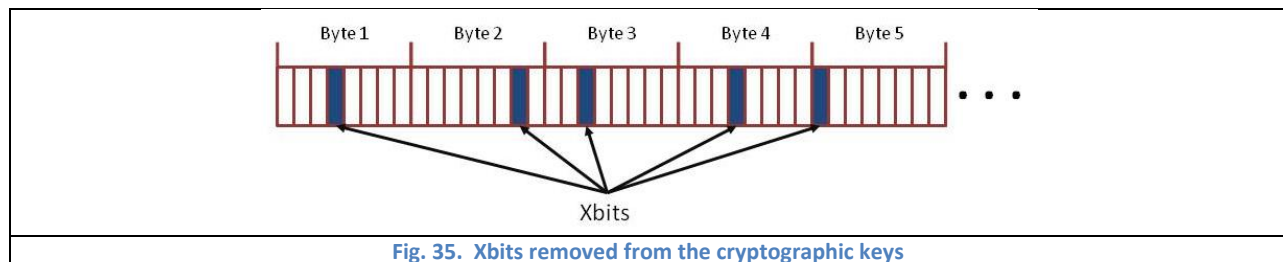 Byte 1 Byte 2 Byte 3 Byte 4 Byte 5
. . .
Xbits
Fig. 35. Xbits removed from the cryptographic keys